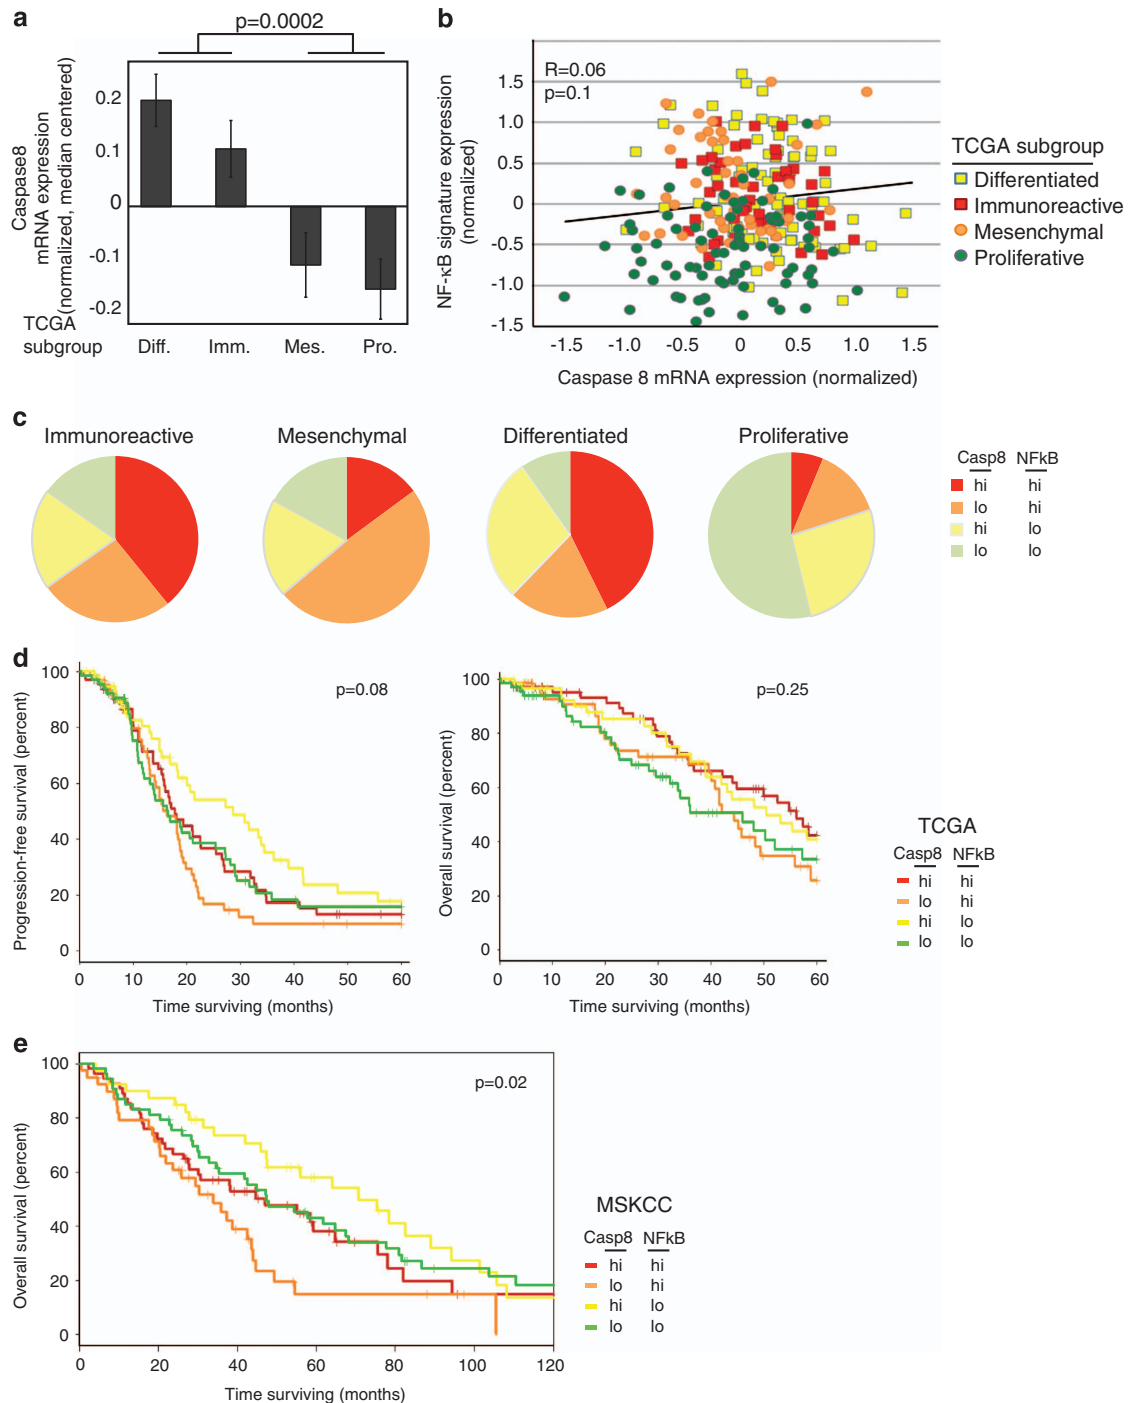 a
p=0.0002
Caspase8
mRNA expression
(normalized, median centered)
0.2
0.1
0
-0.1
-0.2
TCGA
subgroup
Diff.
Imm.
Mes.
Pro.
b
R=0.06
p=0.1
NF-κB signature expression
(normalized)
1.5
1.0
0.5
0
-0.5
-1.0
-1.5
-1.5
-1.0
-0.5
0
0.5
1.0
1.5
Caspase 8 mRNA expression (normalized)
TCGA subgroup
Differentiated
Immunoreactive
Mesenchymal
Proliferative
c
Immunoreactive
Mesenchymal
Differentiated
Proliferative
Casp8 NFkB
hi hi
lo hi
hi lo
lo lo
d
Progression-free survival (percent)
100
80
60
40
20
0
p=0.08
0 10 20 30 40 50 60
Time surviving (months)
Overall survival (percent)
100
80
60
40
20
0
p=0.25
0 10 20 30 40 50 60
Time surviving (months)
TCGA
Casp8 NFkB
hi hi
lo hi
hi lo
lo lo
e
Overall survival (percent)
100
80
60
40
20
0
p=0.02
0 20 40 60 80 100 120
Time surviving (months)
MSKCC
Casp8 NFkB
hi hi
lo hi
hi lo
lo lo